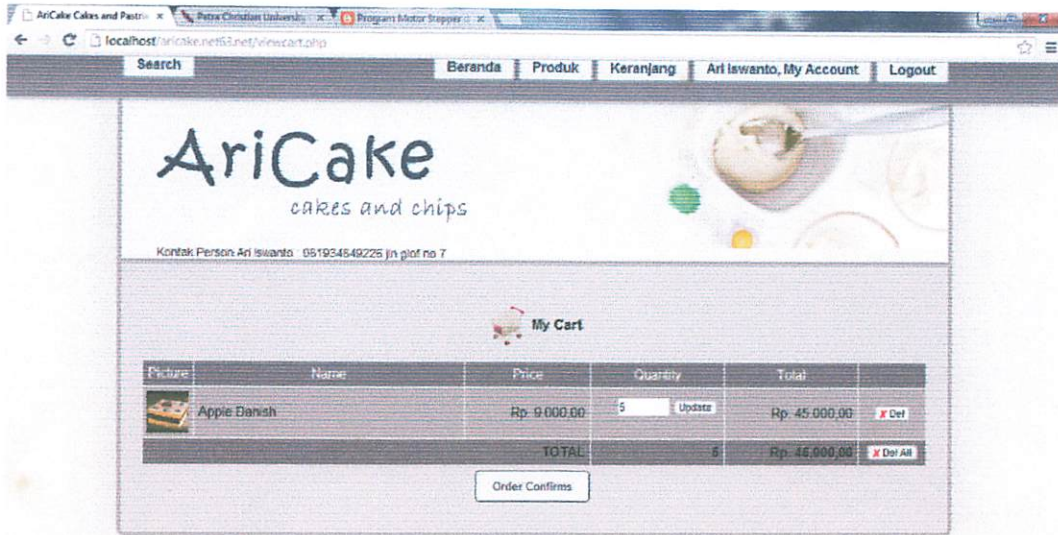 AriCake Cakes and Pastri
Petra Christian University
Program Motor Stepper d
localhost/aricake.net63.net/viewcart.php
Search Beranda Produk Keranjang Ari Iswanto, My Account Logout
AriCake
cakes and chips
Kontak Person Ari Iswanto : 081934649226 jln glof no 7
My Cart
Picture Name Price Quantity Total
Apple Danish Rp. 9.000,00 5 Update Rp. 45.000,00 X Del
TOTAL 5 Rp. 45.000,00 X Del All
Order Confirms